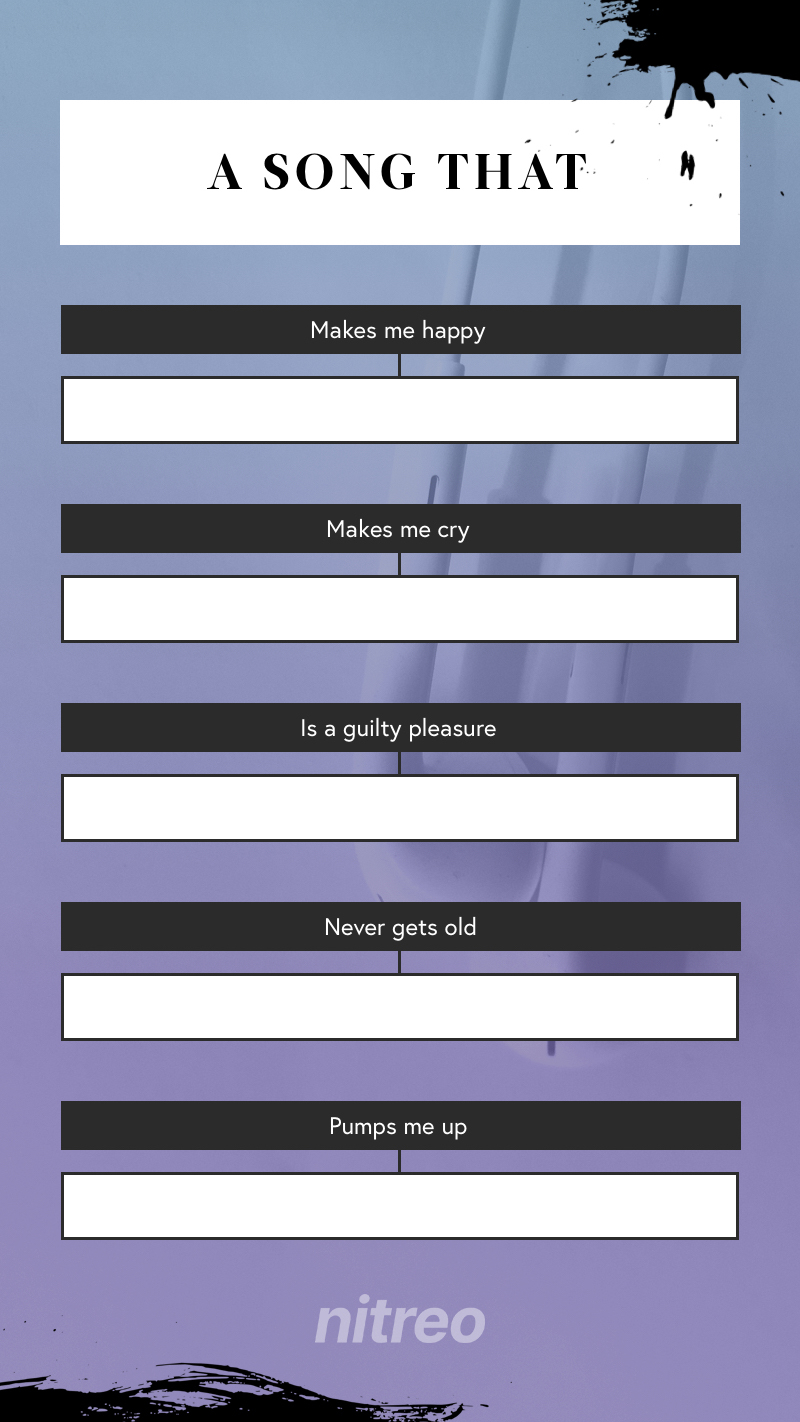 A SONG THAT
Makes me happy
Makes me cry
Is a guilty pleasure
Never gets old
Pumps me up
nitreo